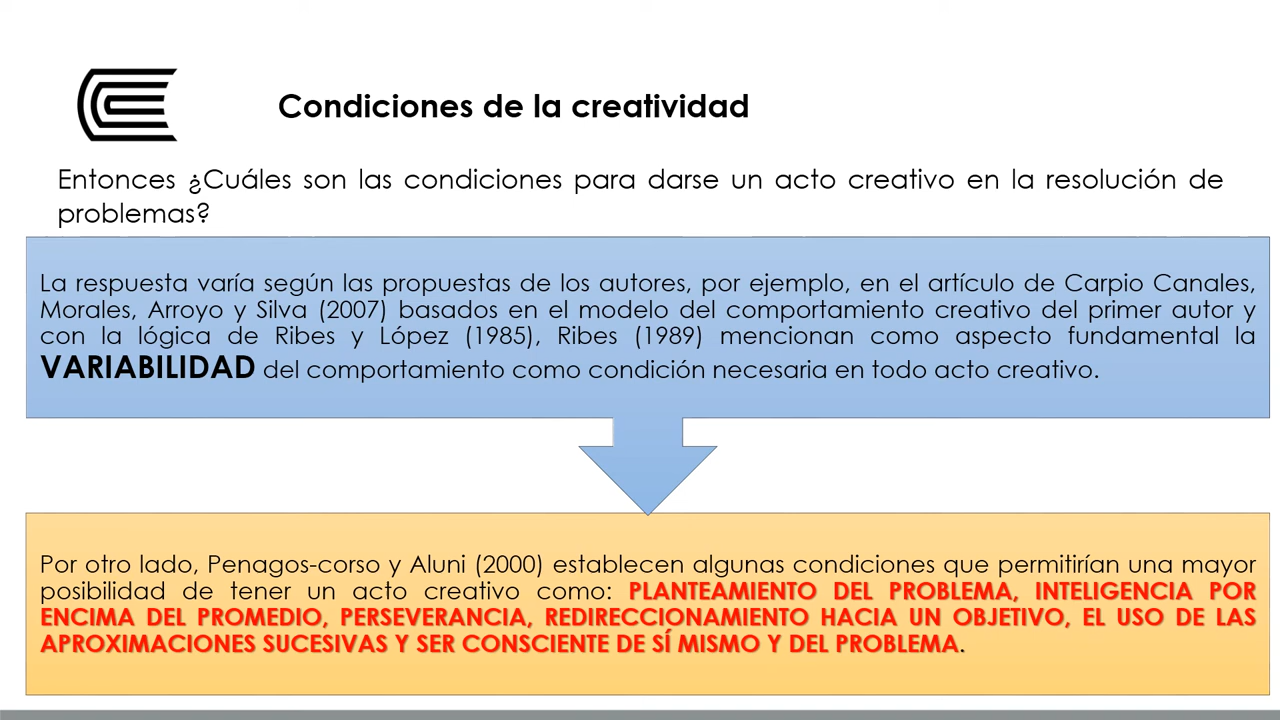 Condiciones de la creatividad
Entonces ¿Cuáles son las condiciones para darse un acto creativo en la resolución de
problemas?
La respuesta varía según las propuestas de los autores, por ejemplo, en el artículo de Carpio Canales,
Morales, Arroyo y Silva (2007) basados en el modelo del comportamiento creativo del primer autor y
con la lógica de Ribes y López (1985), Ribes (1989) mencionan como aspecto fundamental la
VARIABILIDAD del comportamiento como condición necesaria en todo acto creativo.
Por otro lado, Penagos-corso y Aluni (2000) establecen algunas condiciones que permitirían una mayor
posibilidad de tener un acto creativo como: PLANTEAMIENTO DEL PROBLEMA, INTELIGENCIA POR
ENCIMA DEL PROMEDIO, PERSEVERANCIA, REDIRECCIONAMIENTO HACIA UN OBJETIVO, EL USO DE LAS
APROXIMACIONES SUCESIVAS Y SER CONSCIENTE DE SÍ MISMO Y DEL PROBLEMA.